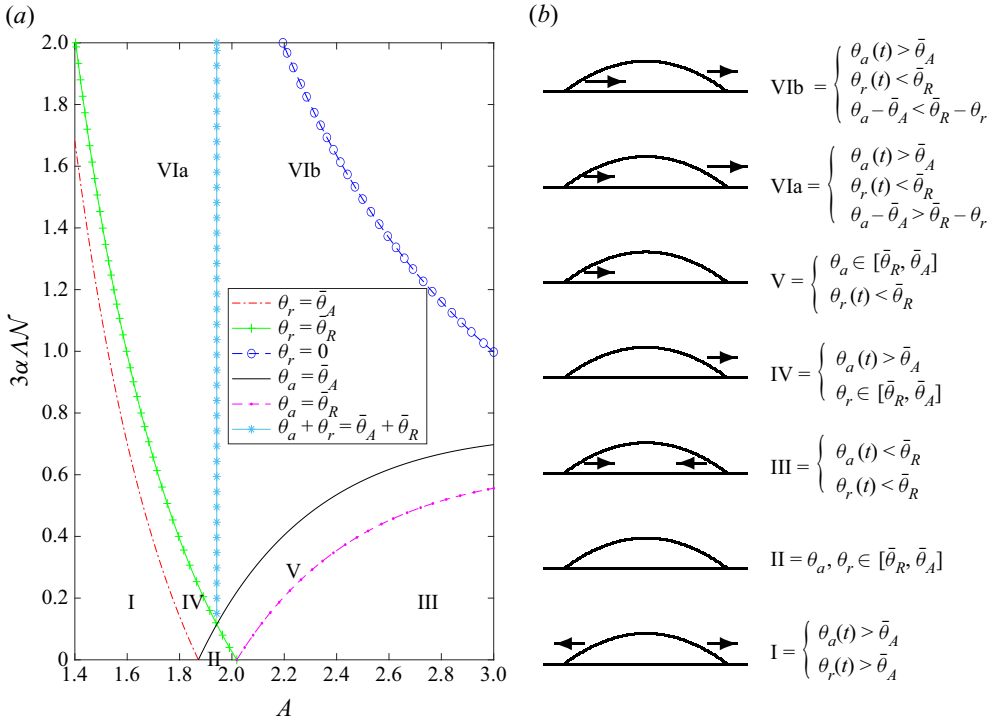 (a)
2.0
1.8
1.6
1.4
1.2
1.0
0.8
0.6
0.4
0.2
0
3αΛN
1.4
1.6
1.8
2.0
2.2
2.4
2.6
2.8
3.0
A
VIa
VIb
I
IV
II
V
III
θr = θ̄A
θr = θ̄R
θr = 0
θa = θ̄A
θa = θ̄R
θa + θr = θ̄A + θ̄R
(b)
VIb = { θa (t) > θ̄A
θr (t) < θ̄R
θa – θ̄A < θ̄R – θr
VIa = { θa (t) > θ̄A
θr (t) < θ̄R
θa – θ̄A > θ̄R – θr
V = { θa ∈ [θ̄R, θ̄A]
θr (t) < θ̄R
IV = { θa (t) > θ̄A
θr ∈ [θ̄R, θ̄A]
III = { θa (t) < θ̄R
θr (t) < θ̄R
II = θa, θr ∈ [θ̄R, θ̄A]
I = { θa(t) > θ̄A
θr(t) > θ̄A